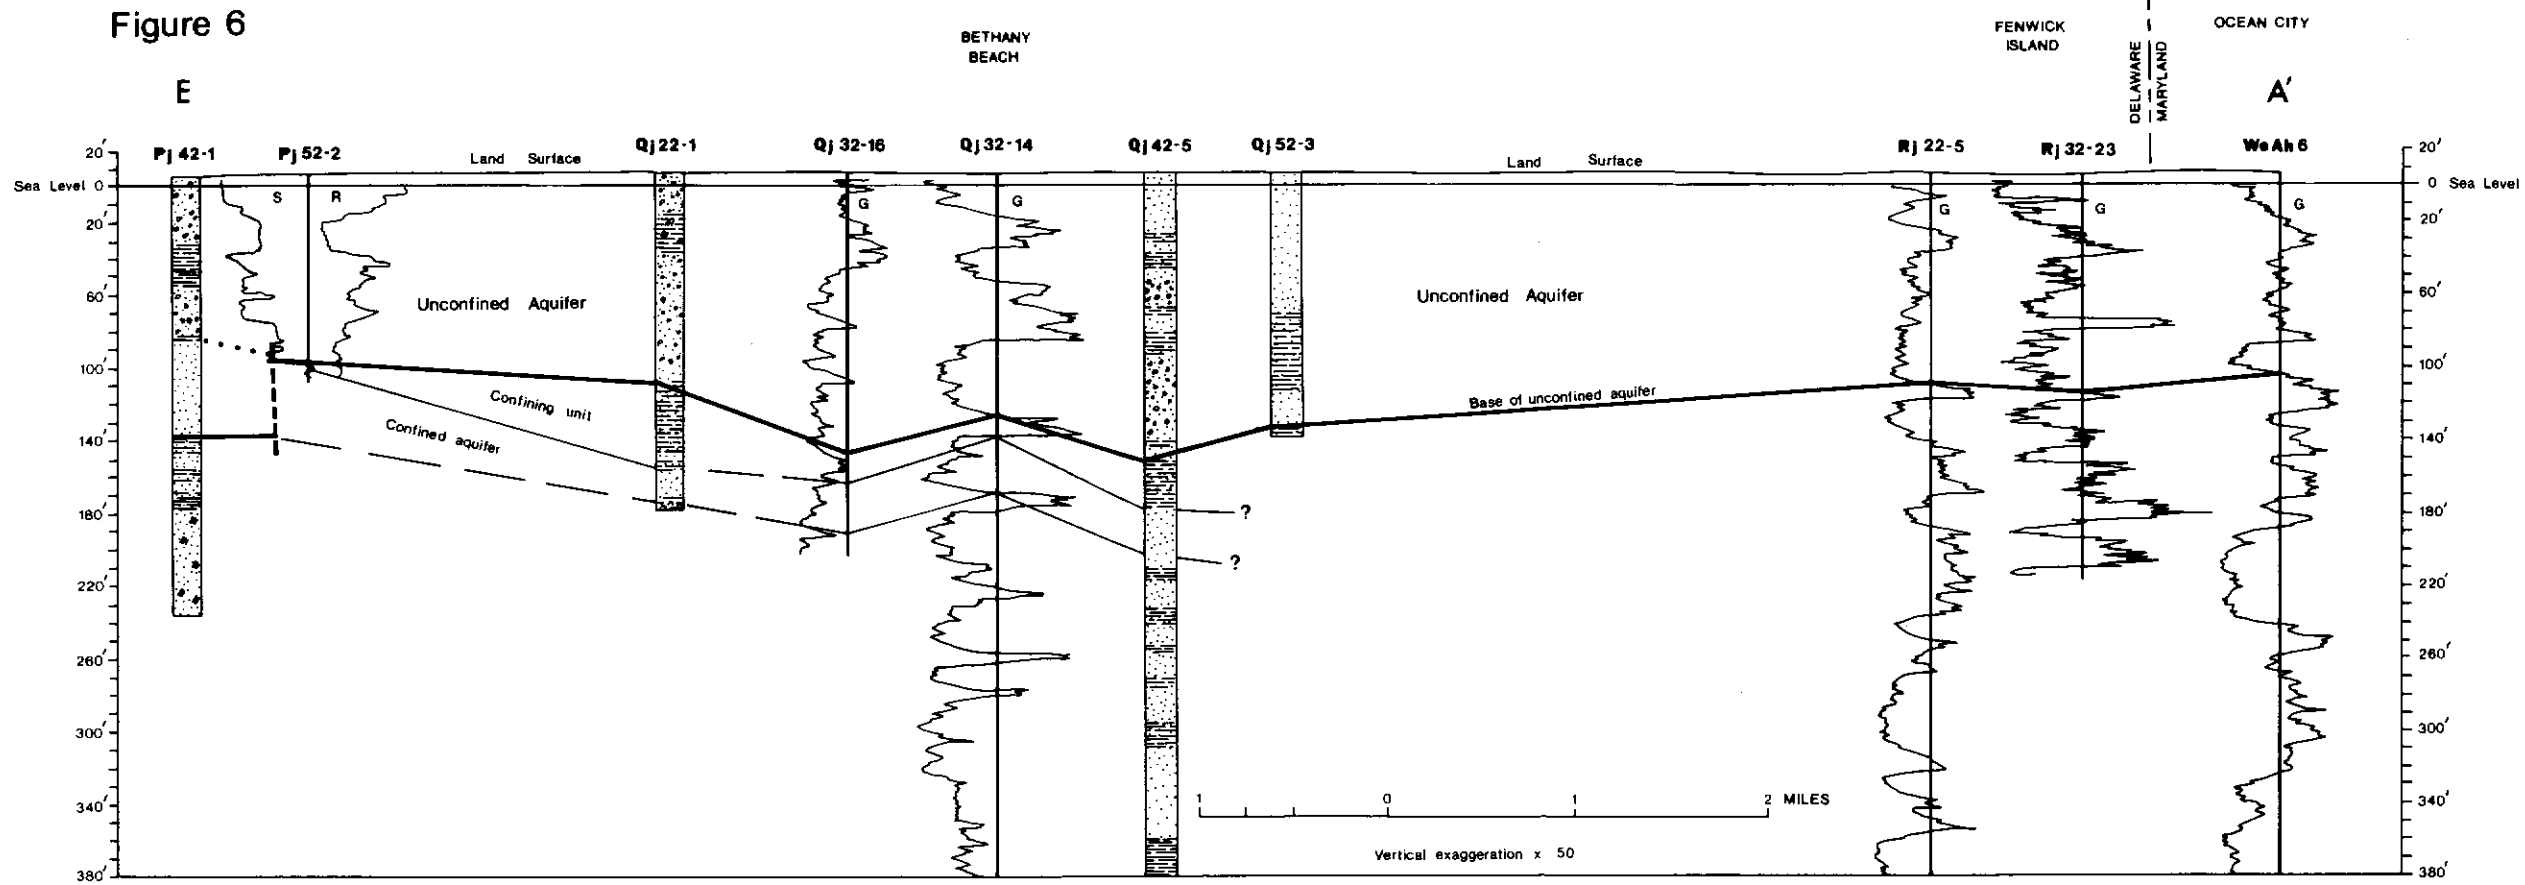 Figure 6
BETHANY
BEACH
FENWICK
ISLAND
DELAWARE
MARYLAND
OCEAN CITY
E
A'
Pj 42-1
Pj 52-2
Land Surface
Qj22-1
Qj 32-16
Qj 32-14
Qj 42-5
Qj 52-3
Land Surface
Rj 22-5
Rj 32-23
WoAh 6
20'
Sea Level 0
20'
60'
100'
140'
180'
220'
260'
300'
340'
380'
S
R
G
G
G
G
G
Unconfined Aquifer
Unconfined Aquifer
Confining unit
Confined aquifer
Base of unconfined aquifer
?
?
1 0 1 2 MILES
Vertical exaggeration x 50
20'
0 Sea Level
20'
60'
100'
140'
180'
220'
260'
300'
340'
380'